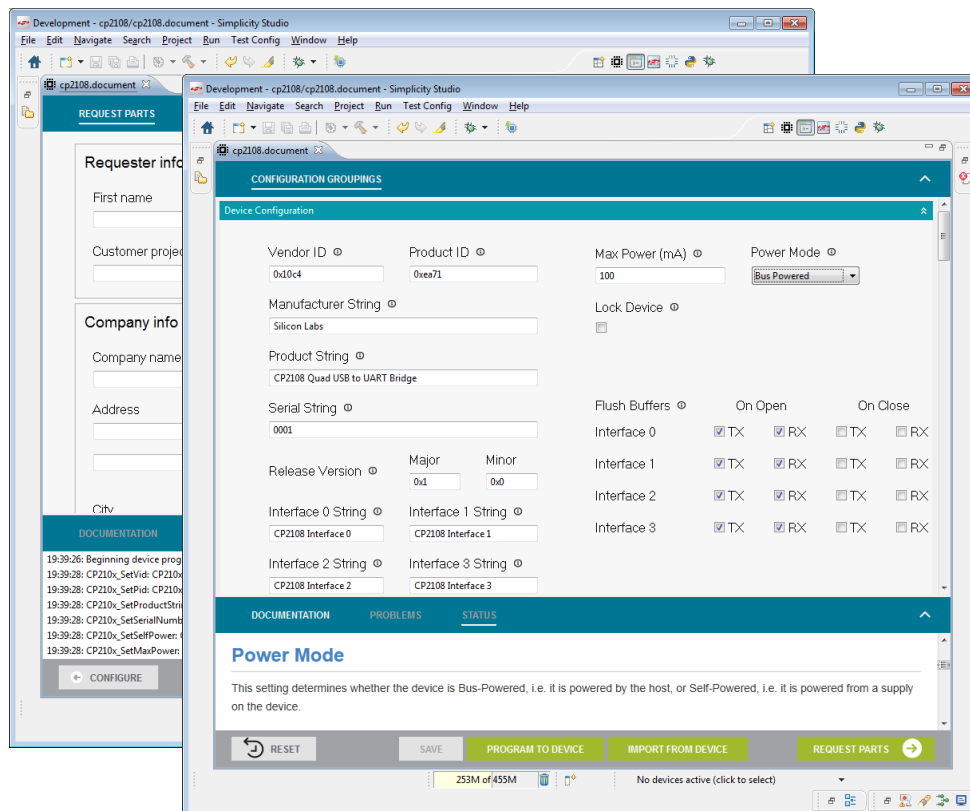 Development - cp2108/cp2108.document - Simplicity Studio
File Edit Navigate Search Project Run Test Config Window Help
cp2108.document
REQUEST PARTS
Requester info
First name
Customer projec
Company info
Company name
Address
City
DOCUMENTATION
19:39:26: Beginning device prog
19:39:28: CP210x_SetVid: CP210x
19:39:28: CP210x_SetPid: CP210x
19:39:28: CP210x_SetProductStri
19:39:28: CP210x_SetSerialNumb
19:39:28: CP210x_SetSelfPower: C
19:39:28: CP210x_SetMaxPower:
CONFIGURE
Development - cp2108/cp2108.document - Simplicity Studio
File Edit Navigate Search Project Run Test Config Window Help
cp2108.document
CONFIGURATION GROUPINGS
Device Configuration
Vendor ID Product ID Max Power (mA) Power Mode
0x10c4 0xea71 100 Bus Powered
Manufacturer String Lock Device
Silicon Labs
Product String
CP2108 Quad USB to UART Bridge
Serial String Flush Buffers On Open On Close
0001
Interface 0 TX RX TX RX
Major Minor
Release Version Interface 1 TX RX TX RX
0x1 0x0
Interface 2 TX RX TX RX
Interface 0 String Interface 1 String
CP2108 Interface 0 CP2108 Interface 1 Interface 3 TX RX TX RX
Interface 2 String Interface 3 String
CP2108 Interface 2 CP2108 Interface 3
DOCUMENTATION PROBLEMS STATUS
Power Mode
This setting determines whether the device is Bus-Powered, i.e. it is powered by the host, or Self-Powered, i.e. it is powered from a supply
on the device.
RESET SAVE PROGRAM TO DEVICE IMPORT FROM DEVICE REQUEST PARTS
253M of 455M No devices active (click to select)